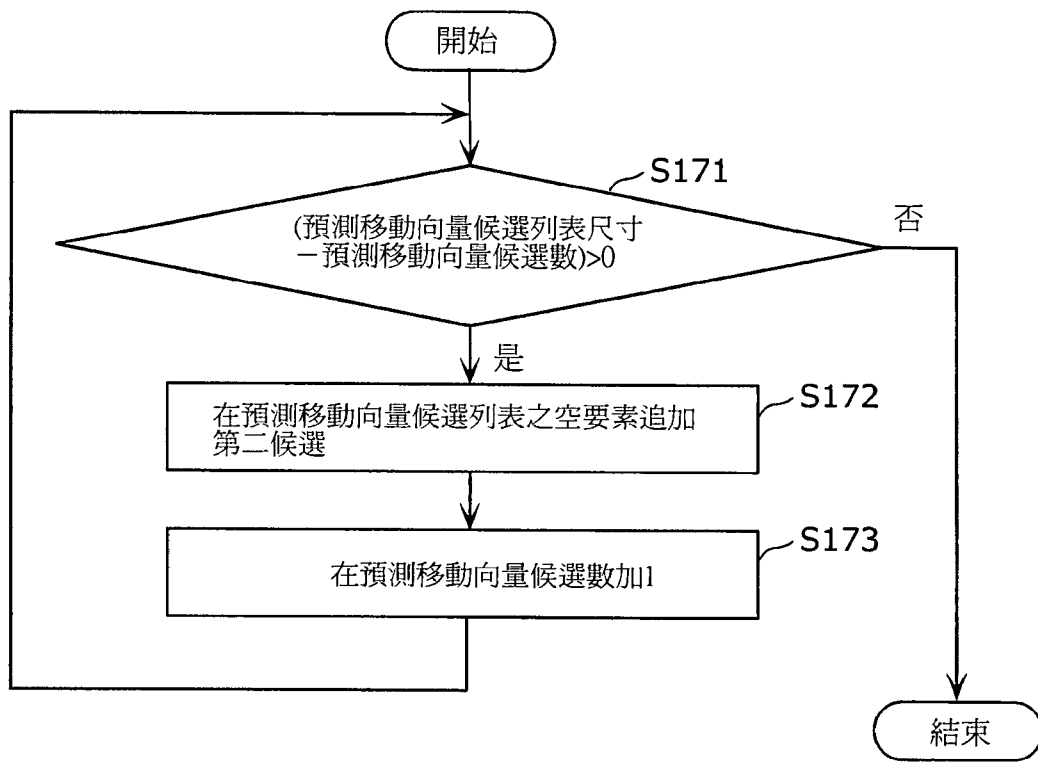 開始
S171
(預測移動向量候選列表尺寸
－預測移動向量候選數)>0
否
是
S172
在預測移動向量候選列表之空要素追加
第二候選
S173
在預測移動向量候選數加1
結束